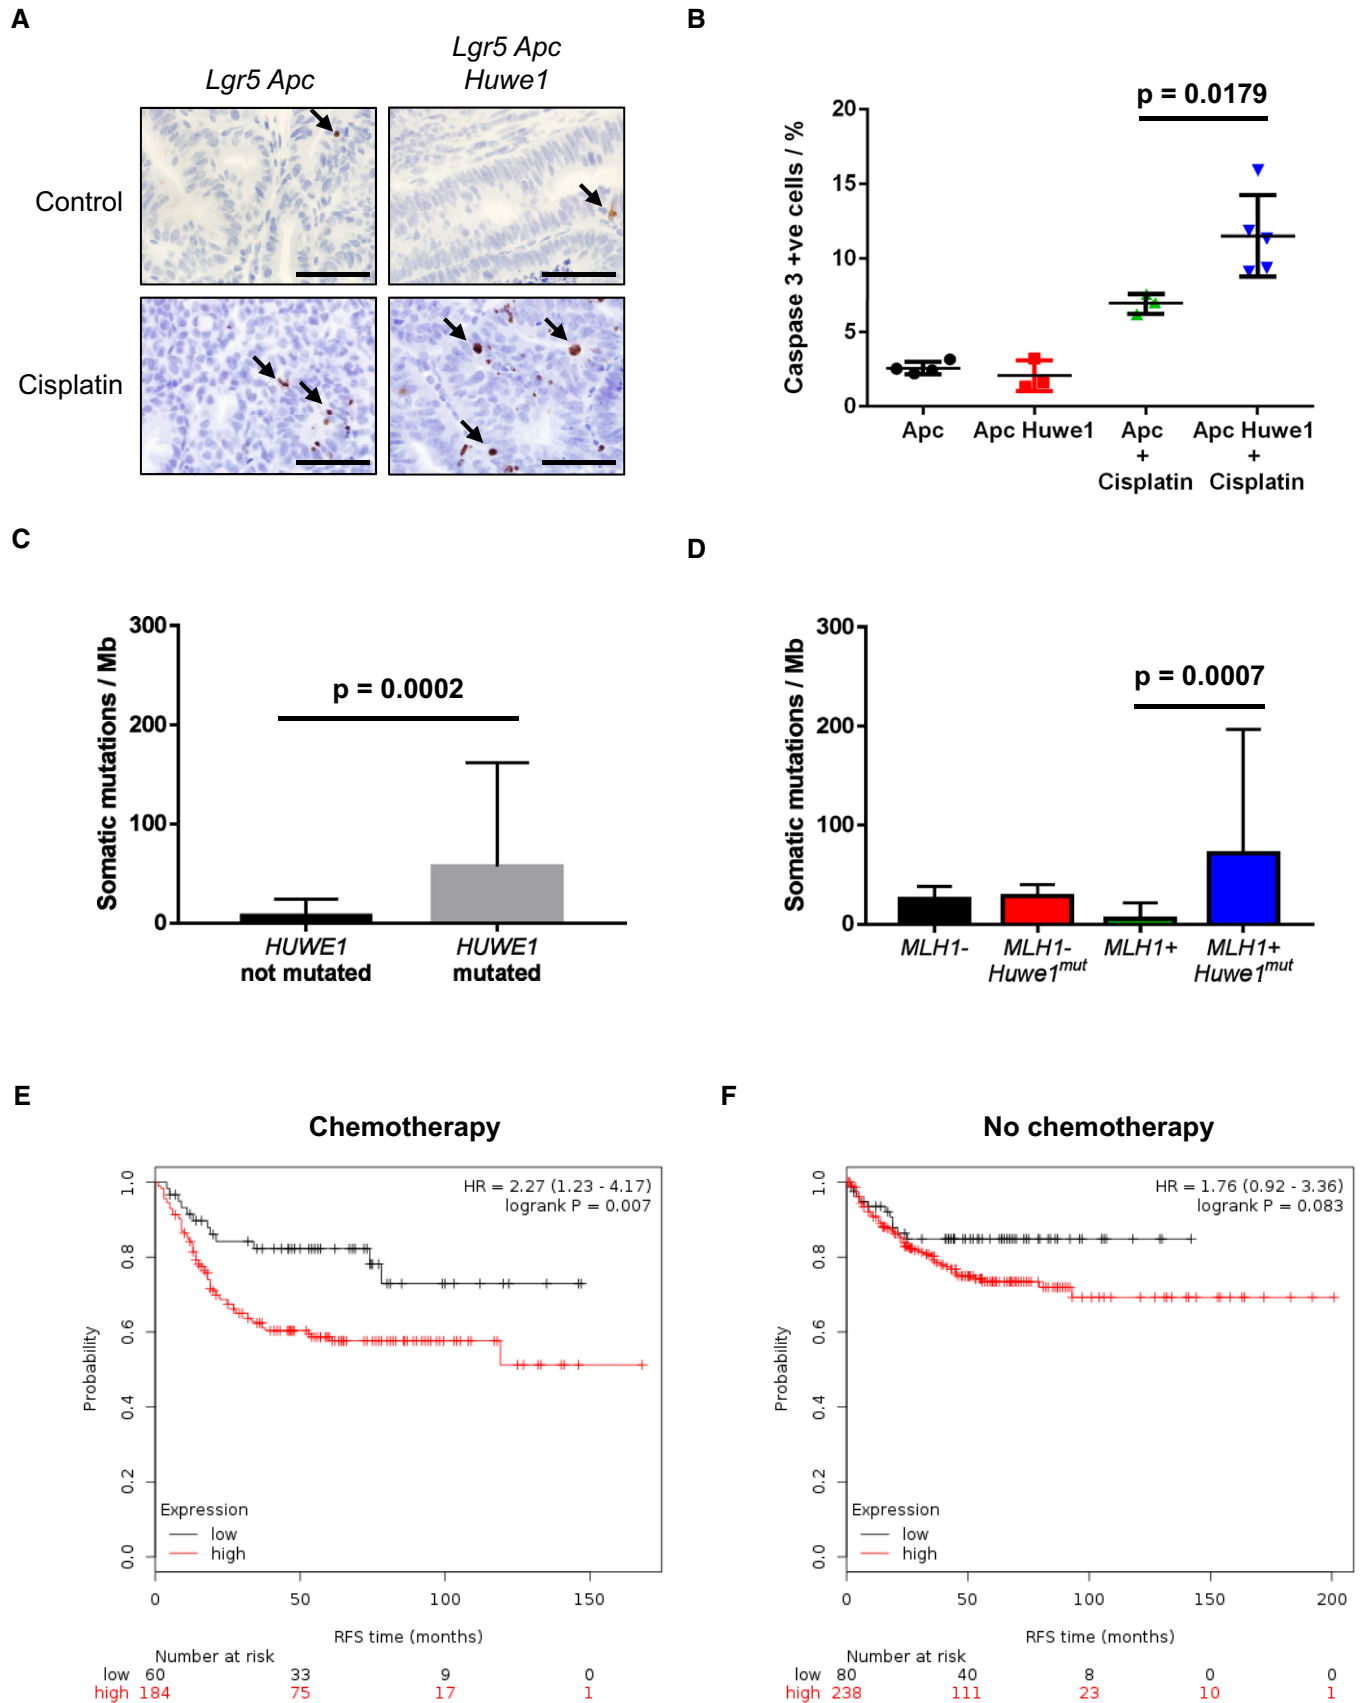 A
Lgr5 Apc
Lgr5 Apc
Huwe1
Control
Cisplatin
B
p = 0.0179
Caspase 3 +ve cells / %
20
15
10
5
0
Apc
Apc Huwe1
Apc
+
Cisplatin
Apc Huwe1
+
Cisplatin
C
Somatic mutations / Mb
300
200
100
0
p = 0.0002
HUWE1
not mutated
HUWE1
mutated
D
Somatic mutations / Mb
300
200
100
0
p = 0.0007
MLH1-
MLH1-
Huwe1mut
MLH1+
MLH1+
Huwe1mut
E
Chemotherapy
HR = 2.27 (1.23 - 4.17)
logrank P = 0.007
Probability
1.0
0.8
0.6
0.4
0.2
0.0
Expression
low
high
0 50 100 150
RFS time (months)
Number at risk
low 60 33 9 0
high 184 75 17 1
F
No chemotherapy
HR = 1.76 (0.92 - 3.36)
logrank P = 0.083
Probability
1.0
0.8
0.6
0.4
0.2
0.0
Expression
low
high
0 50 100 150 200
RFS time (months)
Number at risk
low 80 40 8 0 0
high 238 111 23 10 1